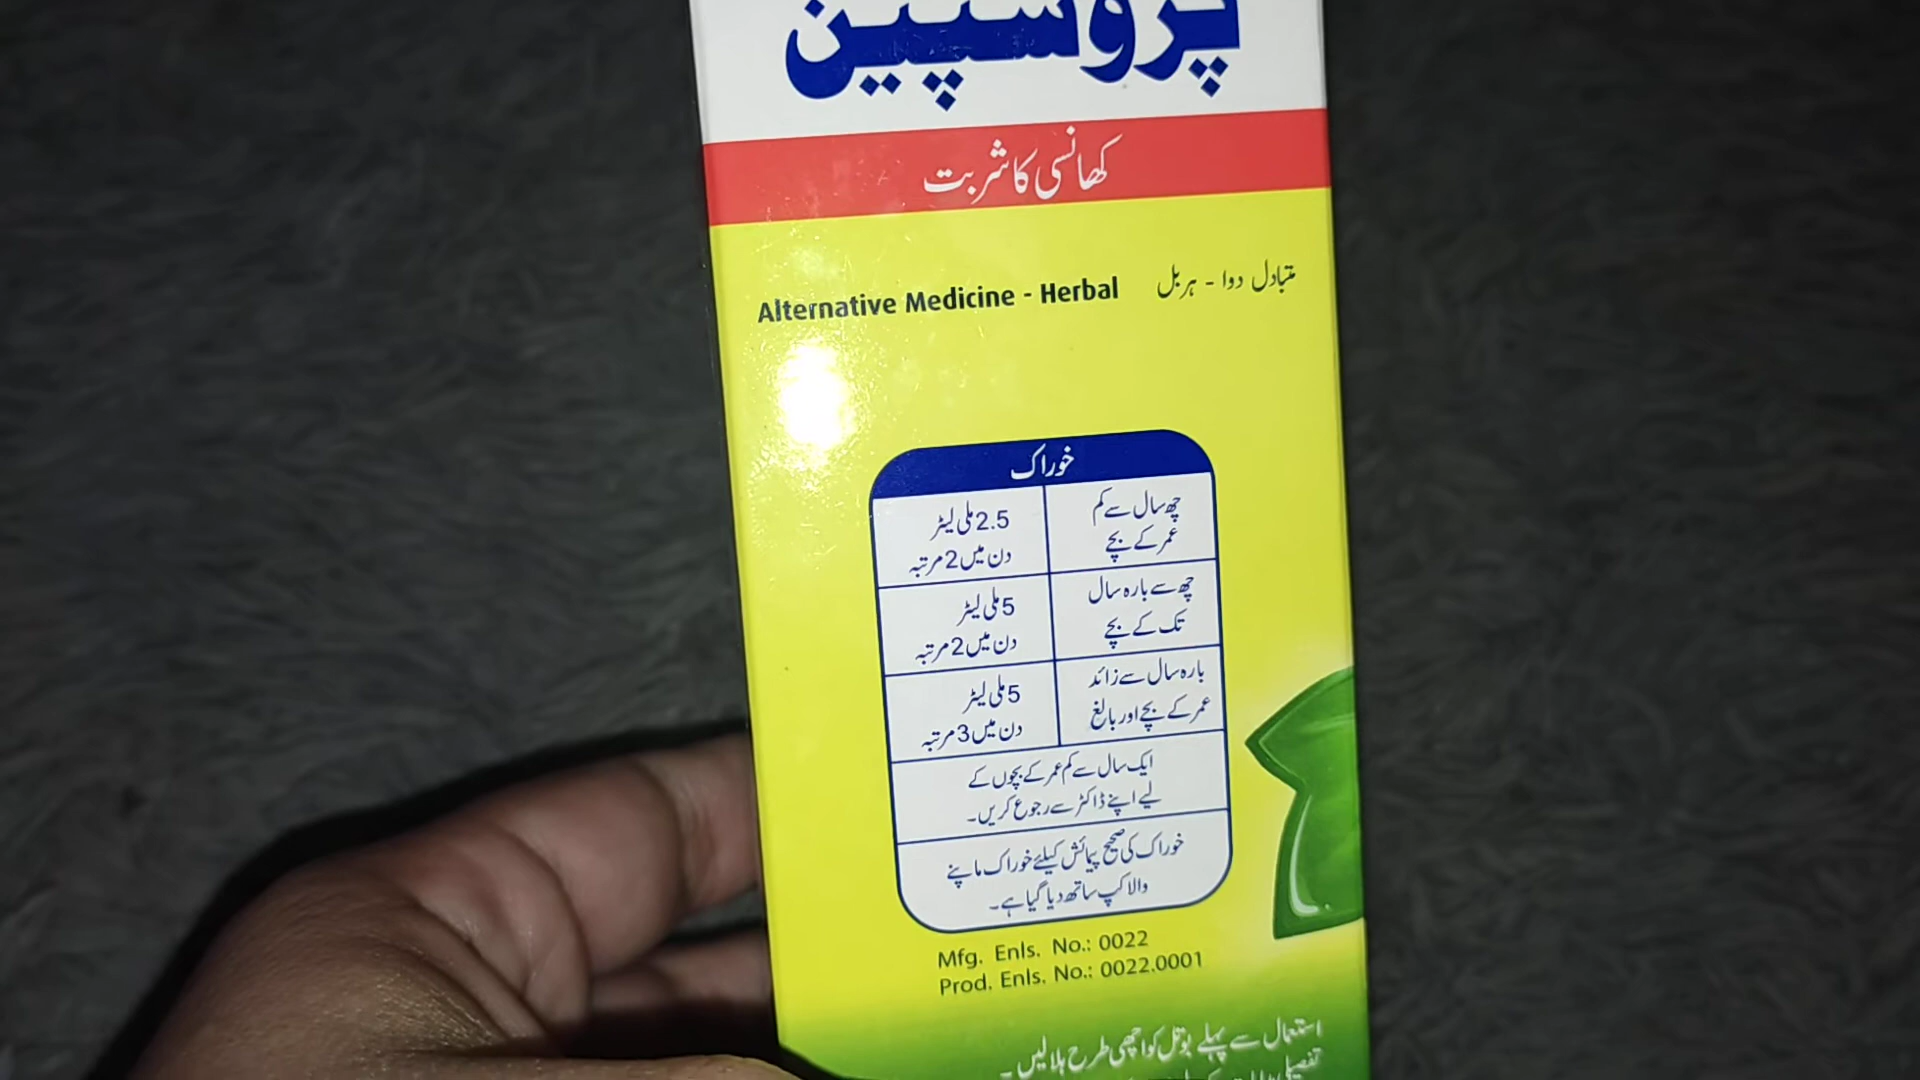 پروسپین
کھانسی کا شربت
Alternative Medicine - Herbal متبادل دوا - ہربل
خوراک
چھ سال سے کم
عمر کے بچے
2.5 ملی لیٹر
دن میں 2 مرتبہ
چھ سے بارہ سال
تک کے بچے
5 ملی لیٹر
دن میں 2 مرتبہ
بارہ سال سے زائد
عمر کے بچے اور بالغ
5 ملی لیٹر
دن میں 3 مرتبہ
ایک سال سے کم عمر کے بچوں کے
لیے اپنے ڈاکٹر سے رجوع کریں۔
خوراک کی صحیح پیمائش کیلئے خوراک ماپنے
والا کپ ساتھ دیا گیا ہے۔
Mfg. Enls. No.: 0022
Prod. Enls. No.: 0022.0001
استعمال سے پہلے بوتل کو اچھی طرح ہلالیں۔